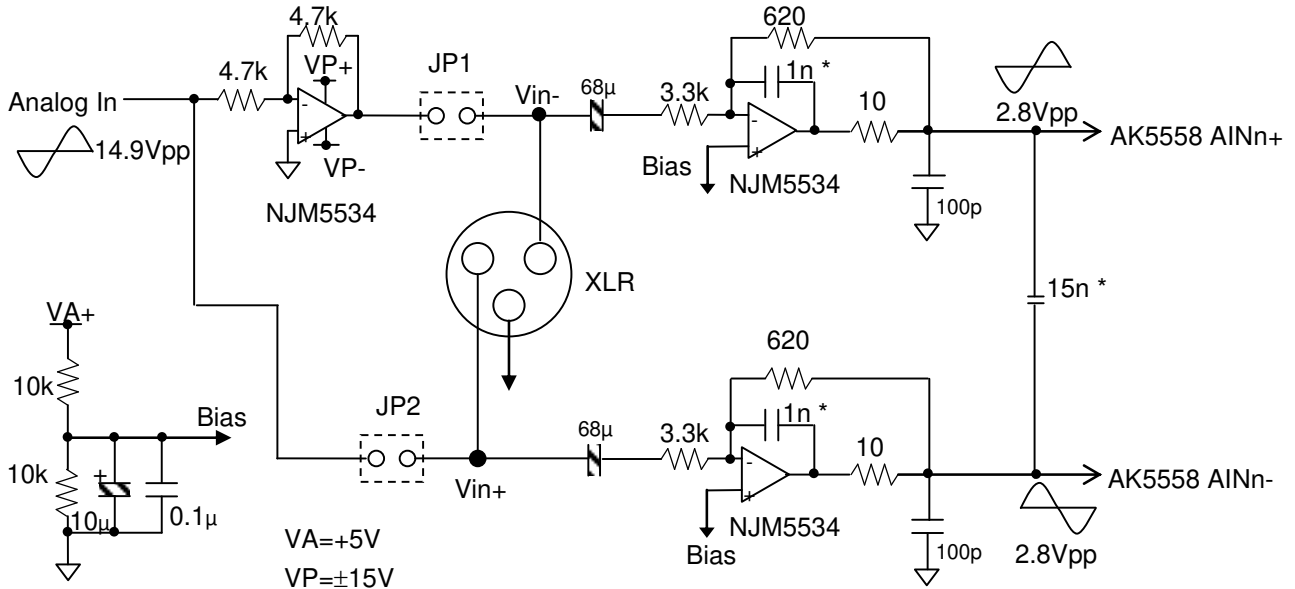 4.7k
620
VP+
JP1
1n *
4.7k
68µ
Vin-
3.3k
10
2.8Vpp
Analog In
14.9Vpp
-
+
VP-
NJM5534
-
+
Bias
NJM5534
AK5558 AINn+
100p
XLR
15n *
VA+
10k
Bias
10k
+
10µ
0.1µ
JP2
Vin+
68µ
3.3k
620
1n *
10
-
+
NJM5534
Bias
100p
AK5558 AINn-
2.8Vpp
VA=+5V
VP=±15V